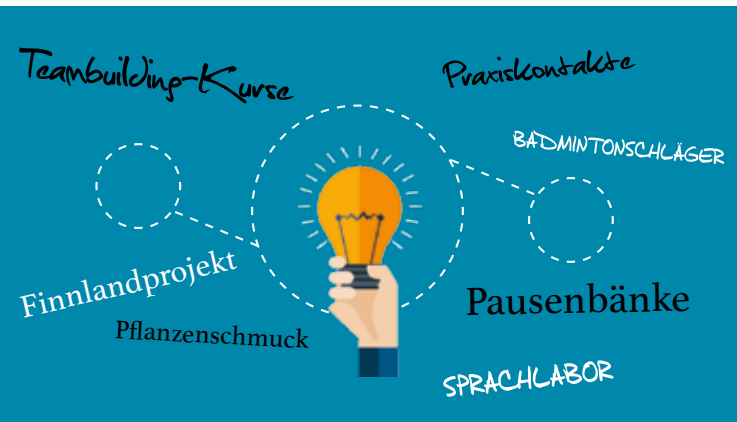 Teambuilding-Kurse
Praxiskontakte
BADMINTONSCHLÄGER
Finnlandprojekt
Pausenbänke
Pflanzenschmuck
SPRACHLABOR